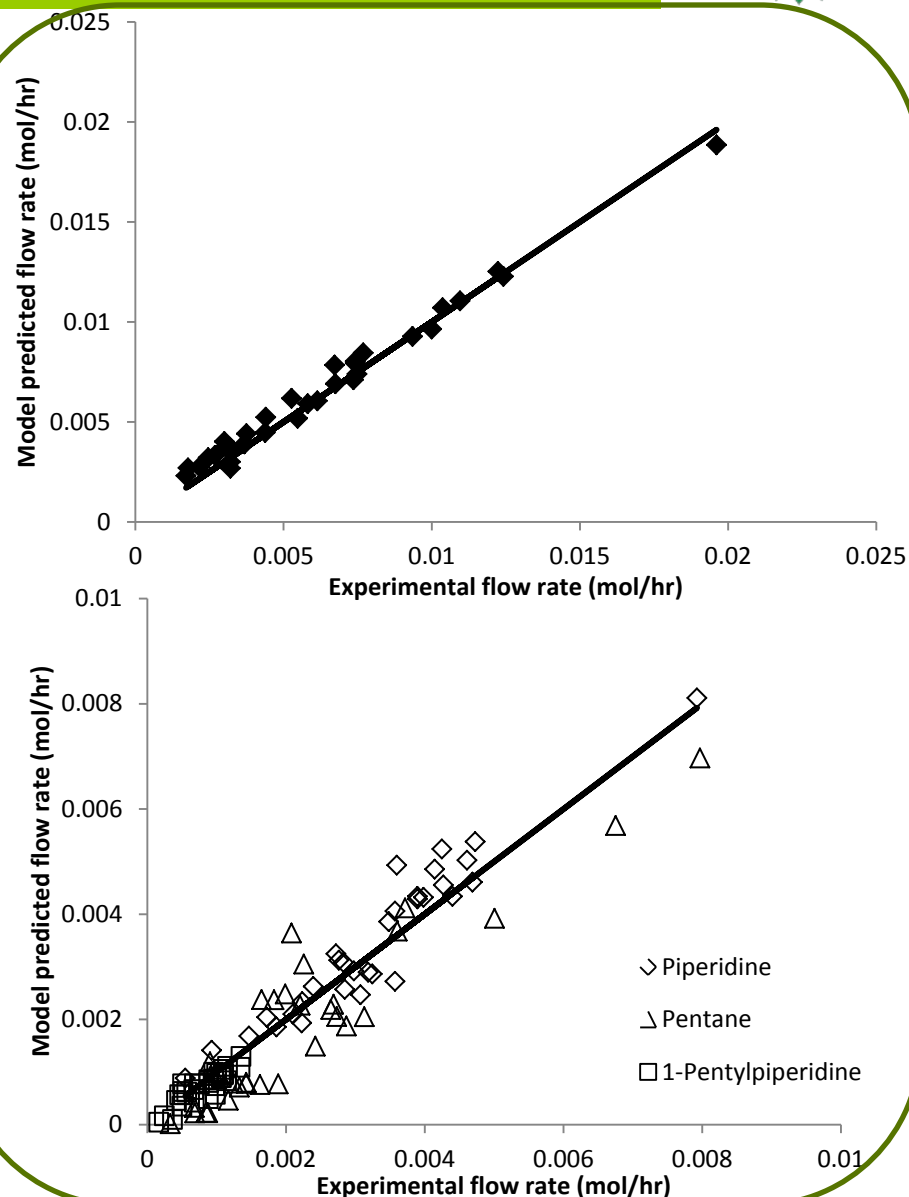 0.025
0.02
0.015
0.01
0.005
0
Model predicted flow rate (mol/hr)
0 0.005 0.01 0.015 0.02 0.025
Experimental flow rate (mol/hr)
0.01
0.008
0.006
0.004
0.002
0
Model predicted flow rate (mol/hr)
Piperidine
Pentane
1-Pentylpiperidine
0 0.002 0.004 0.006 0.008 0.01
Experimental flow rate (mol/hr)